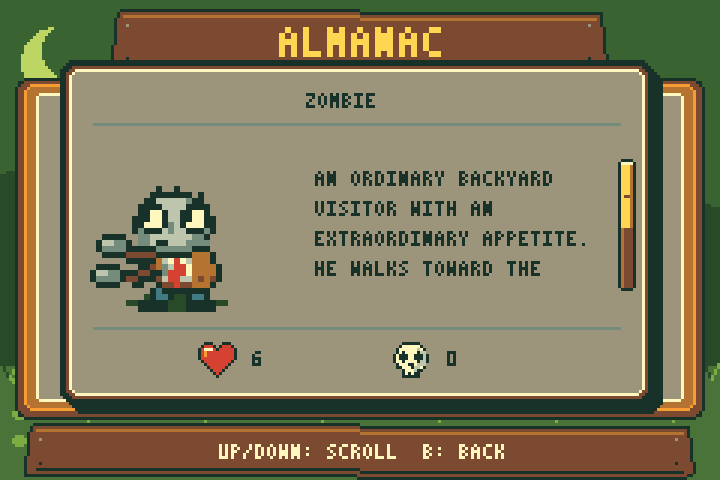 ALMANAC
ZOMBIE
AN ORDINARY BACKYARD
VISITOR WITH AN
EXTRAORDINARY APPETITE.
HE WALKS TOWARD THE
6
0
UP/DOWN: SCROLL B: BACK